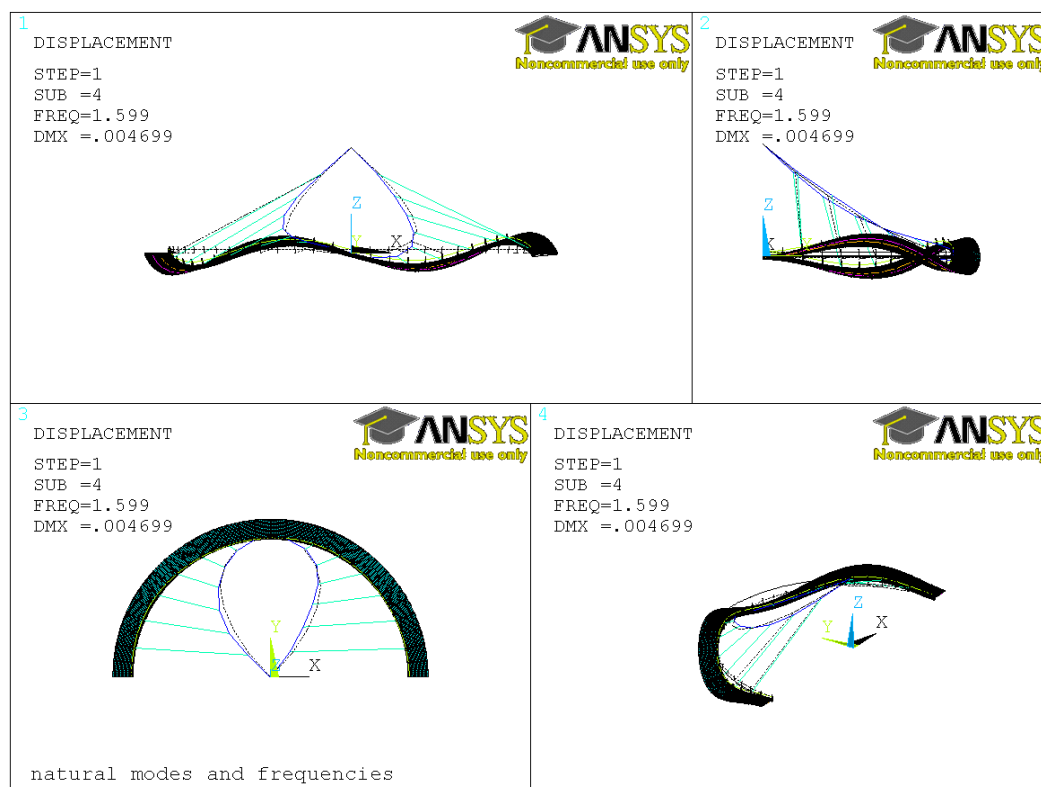 1
DISPLACEMENT
STEP=1
SUB =4
FREQ=1.599
DMX =.004699
ANSYS
Noncommercial use only
Z
Y
X
2
DISPLACEMENT
STEP=1
SUB =4
FREQ=1.599
DMX =.004699
ANSYS
Noncommercial use only
Z
X
Y
3
DISPLACEMENT
STEP=1
SUB =4
FREQ=1.599
DMX =.004699
ANSYS
Noncommercial use only
Y
Z
X
natural modes and frequencies
4
DISPLACEMENT
STEP=1
SUB =4
FREQ=1.599
DMX =.004699
ANSYS
Noncommercial use only
Z
Y
X